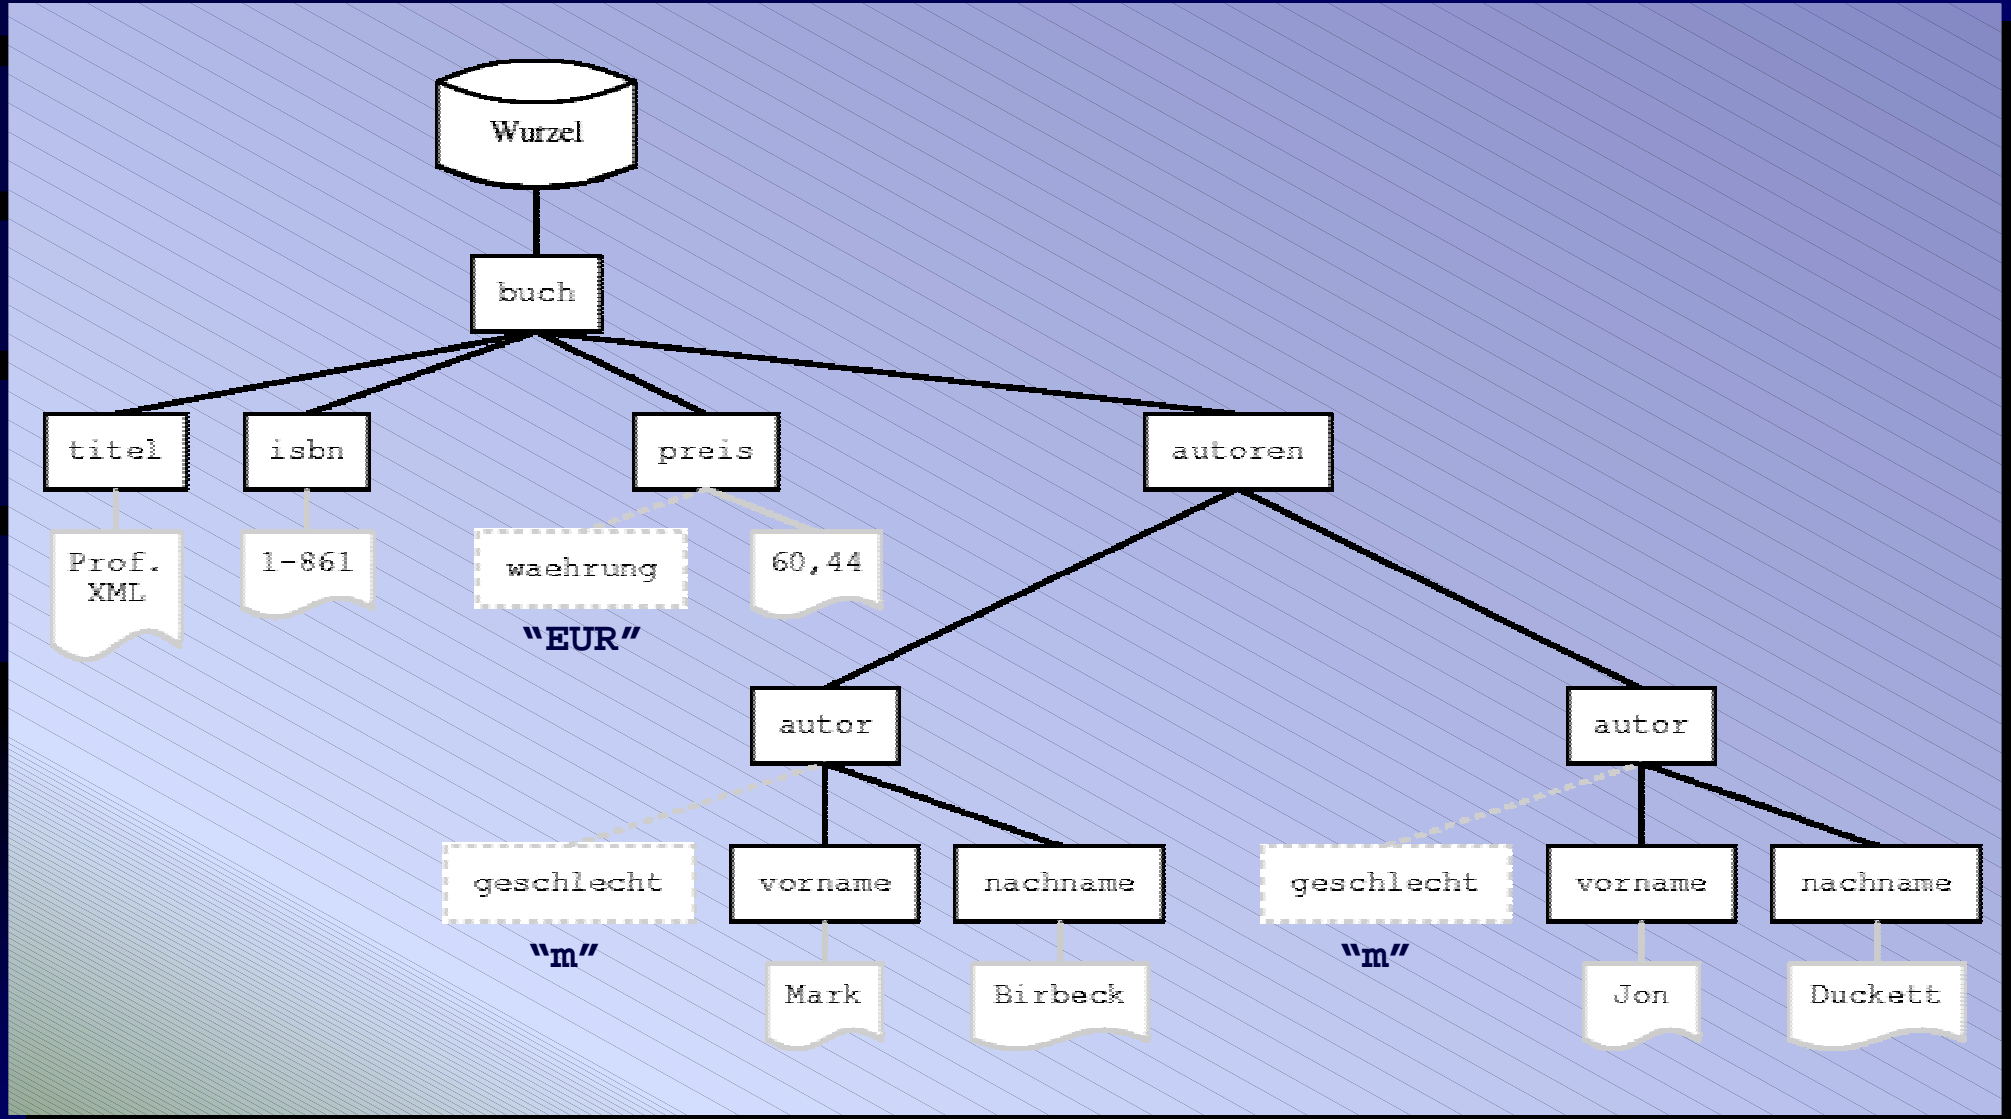 Wurzel
buch
titel
isbn
preis
autoren
Prof.
XML
1-861
waehrung
60,44
“EUR”
autor
autor
geschlecht
vorname
nachname
geschlecht
vorname
nachname
“m”
“m”
Mark
Birbeck
Jon
Duckett